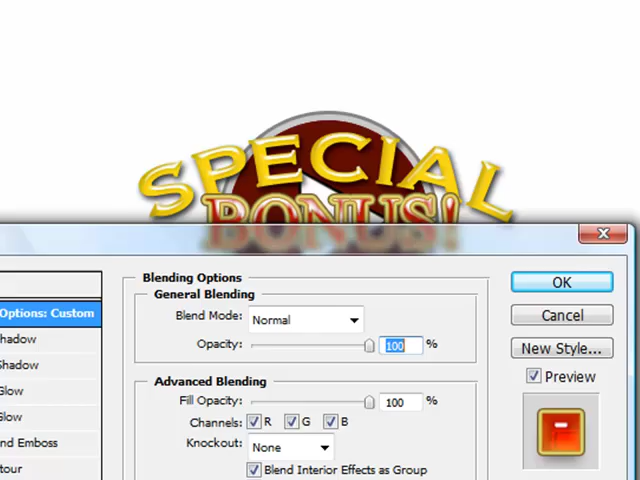 SPECIAL
BONUS!
Blending Options
General Blending
Blend Mode: Normal
Opacity: 100 %
Advanced Blending
Fill Opacity: 100 %
Channels: R G B
Knockout: None
Blend Interior Effects as Group
Options: Custom
hadow
Shadow
Glow
Glow
nd Emboss
tour
OK
Cancel
New Style...
Preview